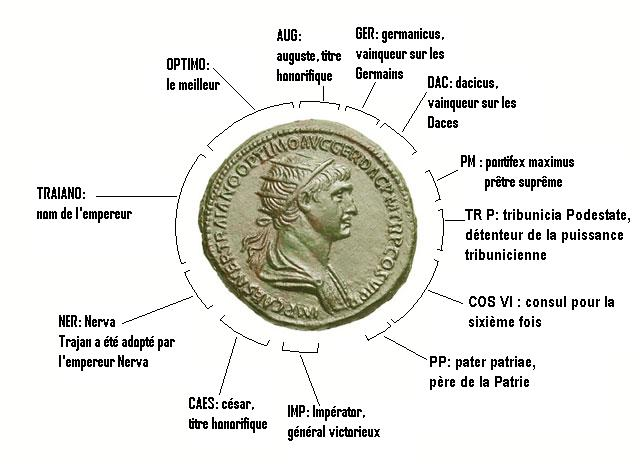 AUG:
auguste, titre
honorifique
GER: germanicus,
vainqueur sur les
Germains
DAC: dacicus,
vainqueur sur les
Daces
PM : pontifex maximus
prêtre suprême
TR P: tribunicia Podestate,
détenteur de la puissance
tribunicienne
COS VI : consul pour la
sixième fois
PP: pater patriae,
père de la Patrie
IMP: Impérator,
général victorieux
CAES: césar,
titre honorifique
NER: Nerva
Trajan a été adopté par
l'empereur Nerva
TRAIANO:
nom de l'empereur
OPTIMO:
le meilleur
IMPCAESNERTRAIANOOPTIMOAVGGERDACPMTRPCOSVIPP